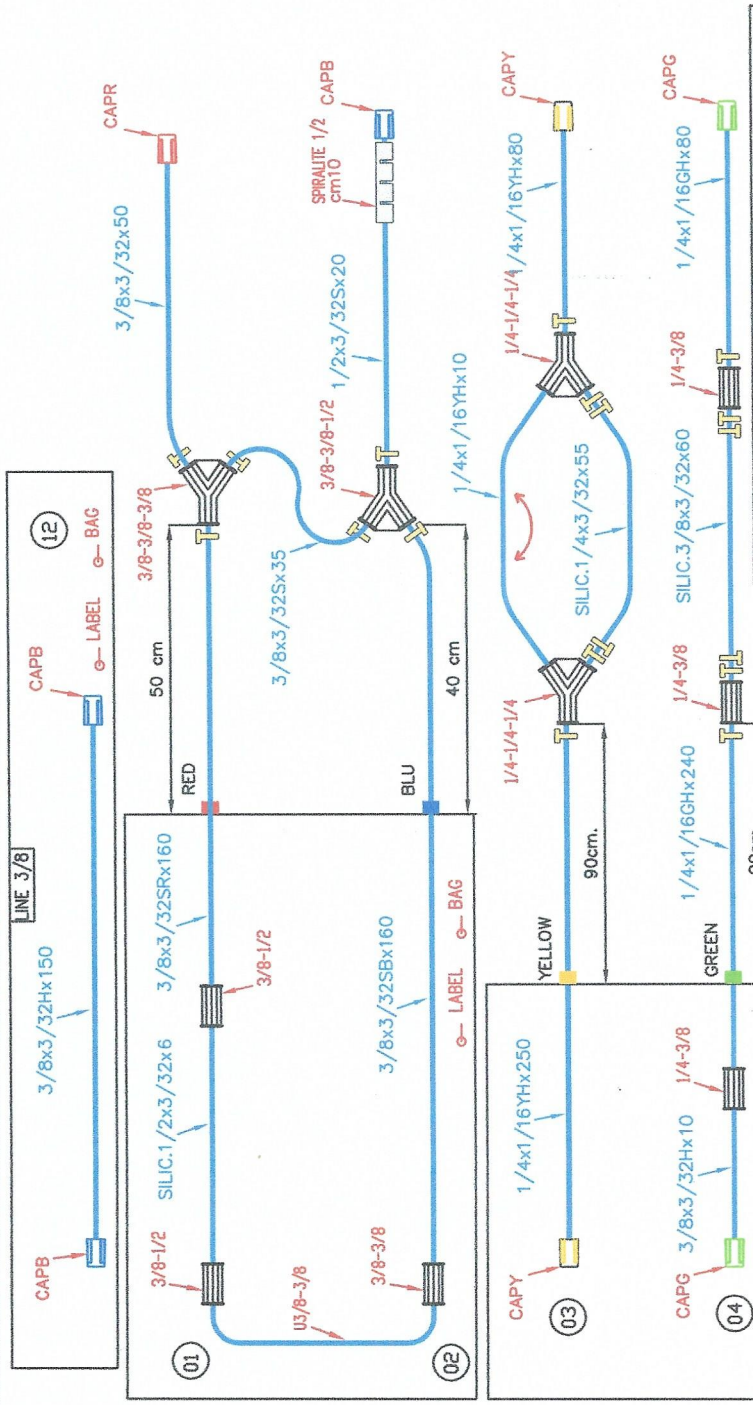 LINE 3/8
CAPB
3/8x3/32Hx150
CAPB
LABEL
BAG
12
01
3/8-1/2
SILIC.1/2x3/32x6
3/8-1/2
3/8x3/32SRx160
RED
50 cm
3/8-3/8-3/8
3/8x3/32x50
CAPR
U3/8-3/8
3/8x3/32Sx35
3/8-3/8-1/2
1/2x3/32Sx20
SPIRALITE 1/2
cm10
CAPB
02
3/8-3/8
3/8x3/32SBx160
LABEL
BAG
BLU
40 cm
03
CAPY
1/4x1/16YHx250
YELLOW
90cm.
1/4-1/4-1/4
1/4x1/16YHx10
SILIC.1/4x3/32x55
1/4-1/4-1/4
1/4x1/16YHx80
CAPY
04
CAPG
3/8x3/32Hx10
1/4-3/8
GREEN
1/4x1/16GHx240
1/4-3/8
SILIC.3/8x3/32x60
1/4-3/8
1/4x1/16GHx80
CAPG